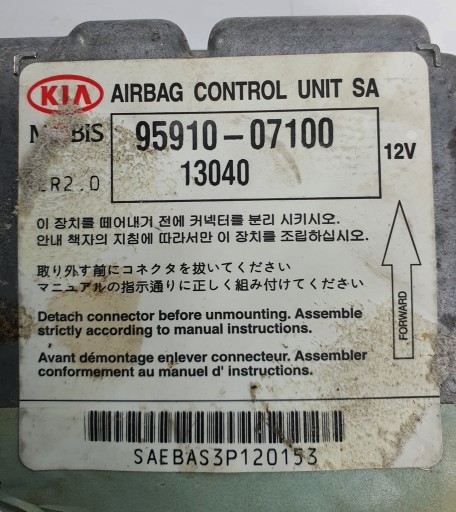 KIA AIRBAG CONTROL UNIT SA
95910-07100
13040
12V
ER2.0
이 장치를 떼어내기 전에 커넥터를 분리 시키시오.
안내 책자의 지침에 따라서만 이 장치를 조립하십시오.
取り外す前にコネクタを抜いてください
マニュアルの指示通りに正しく組み付けてください
FORWARD
Detach connector before unmounting. Assemble
strictly according to manual instructions.
Avant démontage enlever connecteur. Assembler
conformement au manuel d' instructions.
SAEBAS3P120153